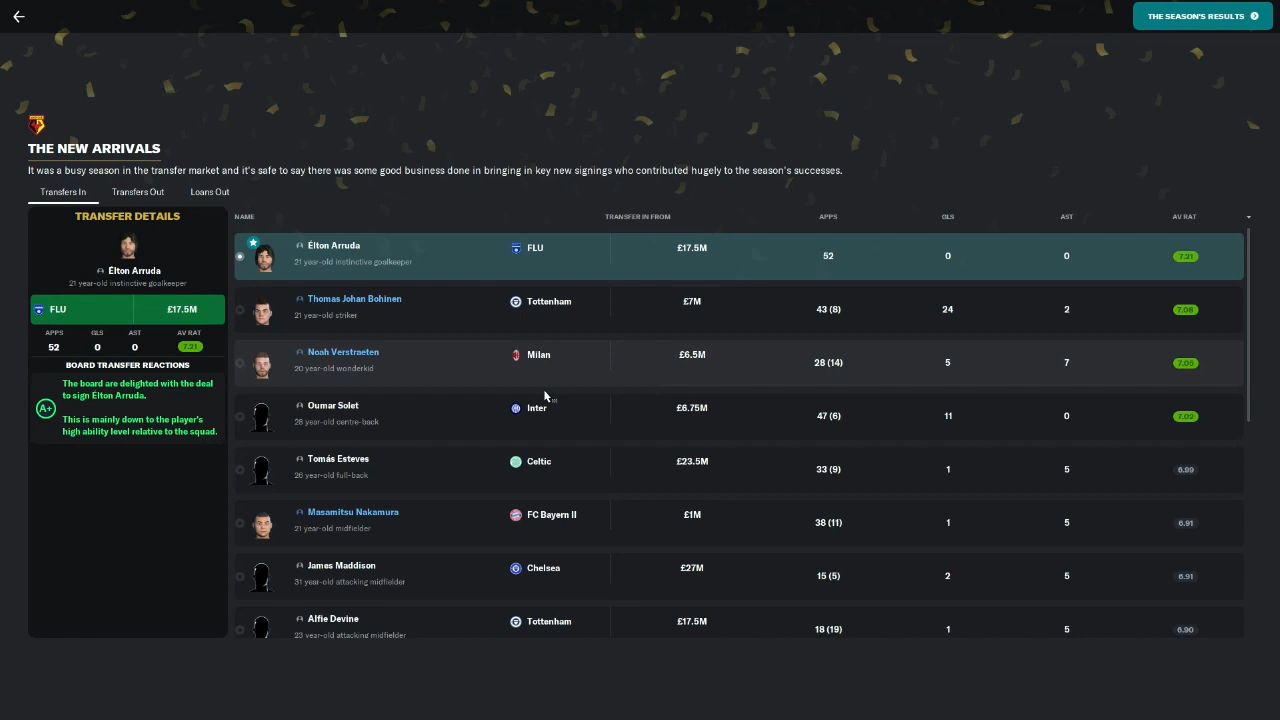 THE SEASON'S RESULTS
THE NEW ARRIVALS
It was a busy season in the transfer market and it's safe to say there was some good business done in bringing in key new signings who contributed hugely to the season's successes.
Transfers In Transfers Out Loans Out
TRANSFER DETAILS
Élton Arruda
21 year-old instinctive goalkeeper
FLU £17.5M
APPS GLS AST AV RAT
52 0 0 7.21
BOARD TRANSFER REACTIONS
A+
The board are delighted with the deal
to sign Élton Arruda.
This is mainly down to the player's
high ability level relative to the squad.
NAME TRANSFER IN FROM APPS GLS AST AV RAT
Élton Arruda FLU £17.5M 52 0 0 7.21
21 year-old instinctive goalkeeper
Thomas Johan Bohinen Tottenham £7M 43 (8) 24 2 7.08
21 year-old striker
Noah Verstraeten Milan £6.5M 28 (14) 5 7 7.05
20 year-old wonderkid
Oumar Solet Inter £6.75M 47 (6) 11 0 7.02
28 year-old centre-back
Tomás Esteves Celtic £23.5M 33 (9) 1 5 6.99
26 year-old full-back
Masamitsu Nakamura FC Bayern II £1M 38 (11) 1 5 6.91
21 year-old midfielder
James Maddison Chelsea £27M 15 (5) 2 5 6.91
31 year-old attacking midfielder
Alfie Devine Tottenham £17.5M 18 (19) 1 5 6.90
23 year-old attacking midfielder